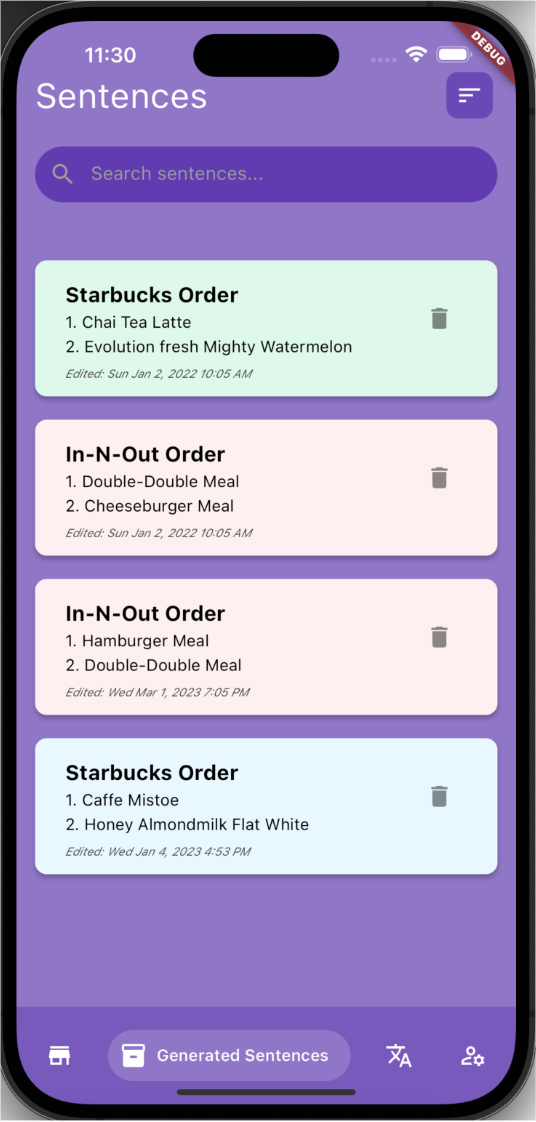 11:30
DEBUG
Sentences
Search sentences...
Starbucks Order
1. Chai Tea Latte
2. Evolution fresh Mighty Watermelon
Edited: Sun Jan 2, 2022 10:05 AM
In-N-Out Order
1. Double-Double Meal
2. Cheeseburger Meal
Edited: Sun Jan 2, 2022 10:05 AM
In-N-Out Order
1. Hamburger Meal
2. Double-Double Meal
Edited: Wed Mar 1, 2023 7:05 PM
Starbucks Order
1. Caffe Mistoe
2. Honey Almondmilk Flat White
Edited: Wed Jan 4, 2023 4:53 PM
Generated Sentences